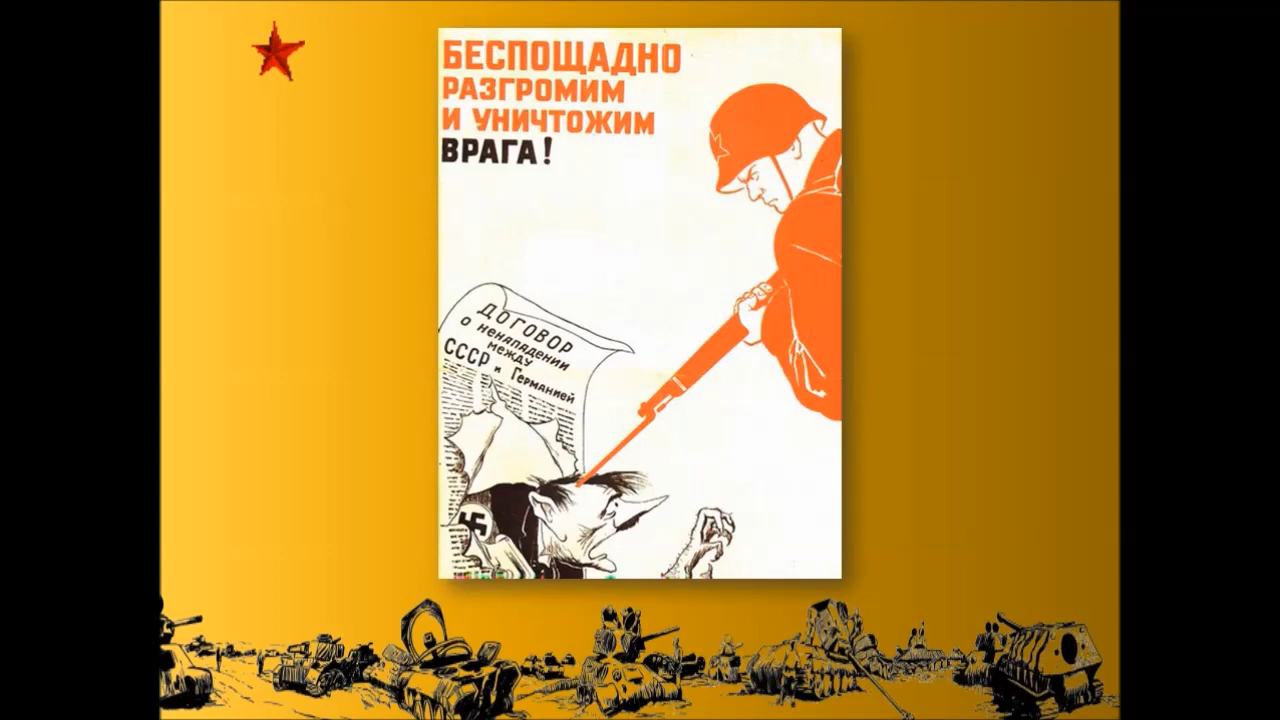 БЕСПОЩАДНО
РАЗГРОМИМ
И УНИЧТОЖИМ
ВРАГА!
ДОГОВОР
о ненападении
между
СССР и Германией